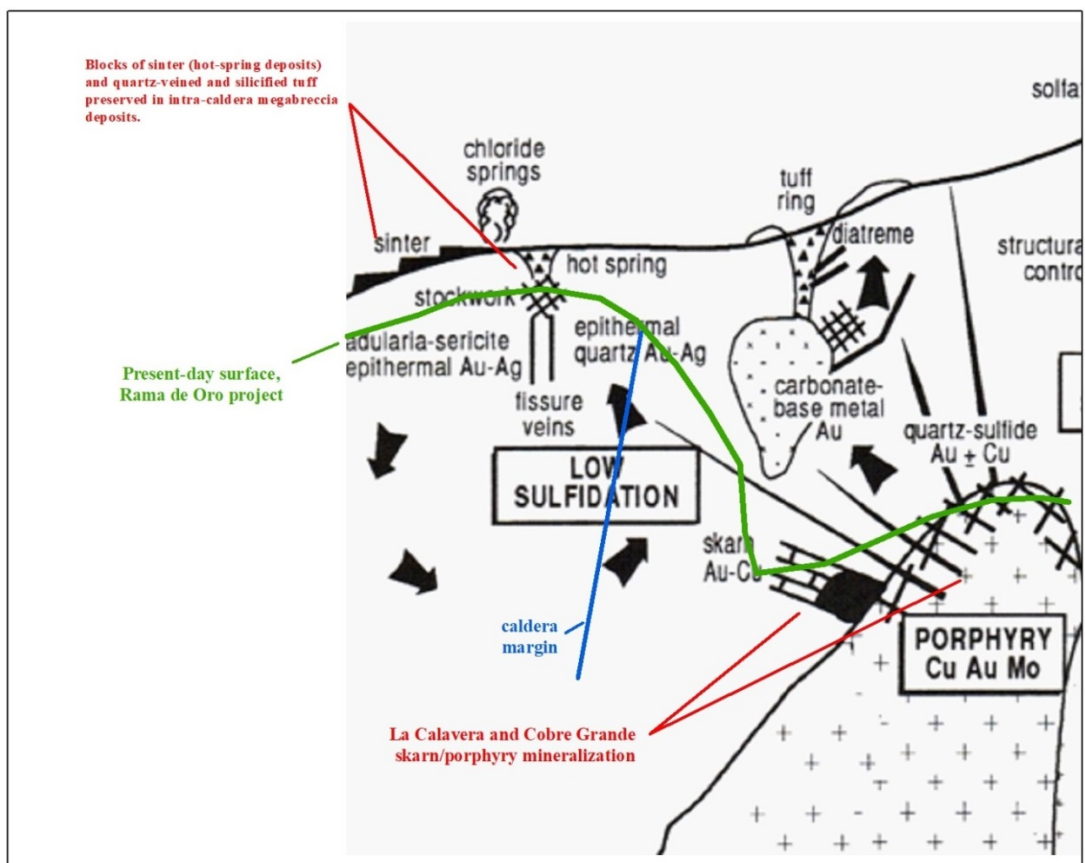 Blocks of sinter (hot-spring deposits)
and quartz-veined and silicified tuff
preserved in intra-caldera megabreccia
deposits.
solfa
chloride
springs
tuff
ring
sinter
diatreme
hot spring
structura
contro
stockwork
adularia-sericite
epithermal Au-Ag
epithermal
quartz Au-Ag
Present-day surface,
Rama de Oro project
fissure
veins
carbonate-
base metal
Au
quartz-sulfide
Au ± Cu
LOW
SULFIDATION
skarn
Au-Cu
caldera
margin
PORPHYRY
Cu Au Mo
La Calavera and Cobre Grande
skarn/porphyry mineralization